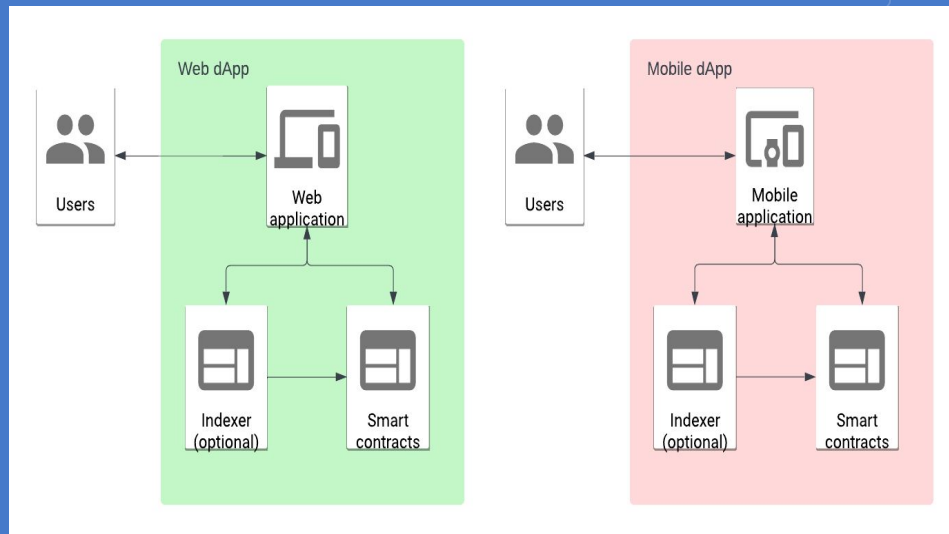 Web dApp
Users
Web
application
Indexer
(optional)
Smart
contracts
Mobile dApp
Users
Mobile
application
Indexer
(optional)
Smart
contracts